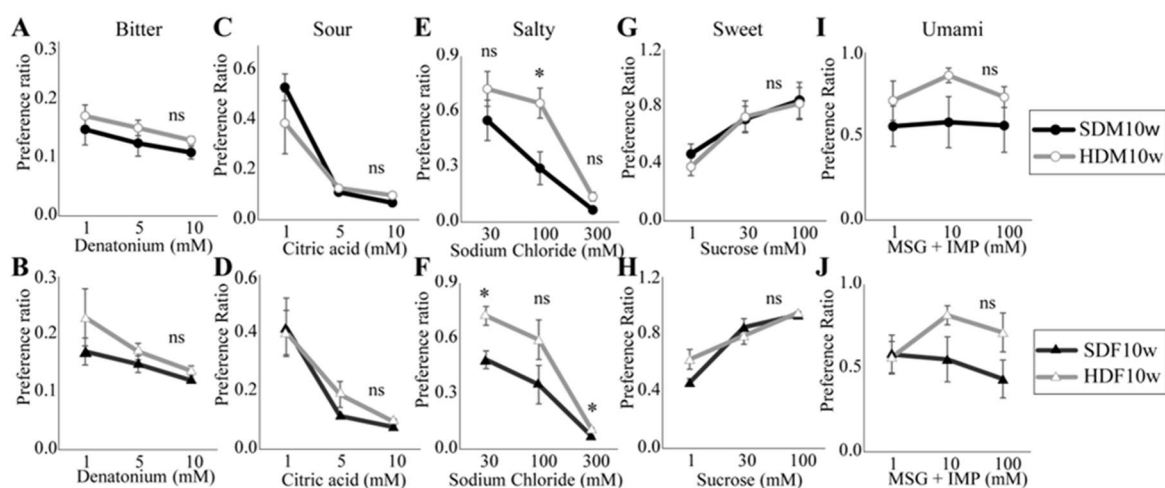 A Bitter C Sour E Salty G Sweet I Umami
Preference ratio
0.3
0.2
0.1
0.0
ns
1 5 10
Denatonium (mM)
Preference Ratio
0.6
0.4
0.2
0.0
ns
1 5 10
Citric acid (mM)
Preference Ratio
0.9
0.6
0.3
0.0
ns
*
ns
30 100 300
Sodium Chloride (mM)
Preference Ratio
1.2
0.8
0.4
0.0
ns
1 30 100
Sucrose (mM)
Preference Ratio
1.0
0.5
0.0
ns
1 10 100
MSG + IMP (mM)
SDM10w
HDM10w
B D F H J
Preference Ratio
0.3
0.2
0.1
0.0
ns
1 5 10
Denatonium (mM)
Preference Ratio
0.6
0.4
0.2
0.0
ns
1 5 10
Citric acid (mM)
Preference Ratio
0.9
0.6
0.3
0.0
*
ns
*
30 100 300
Sodium Chloride (mM)
Preference Ratio
1.2
0.8
0.4
0.0
ns
1 30 100
Sucrose (mM)
Preference Ratio
1.0
0.5
0.0
ns
1 10 100
MSG + IMP (mM)
SDF10w
HDF10w